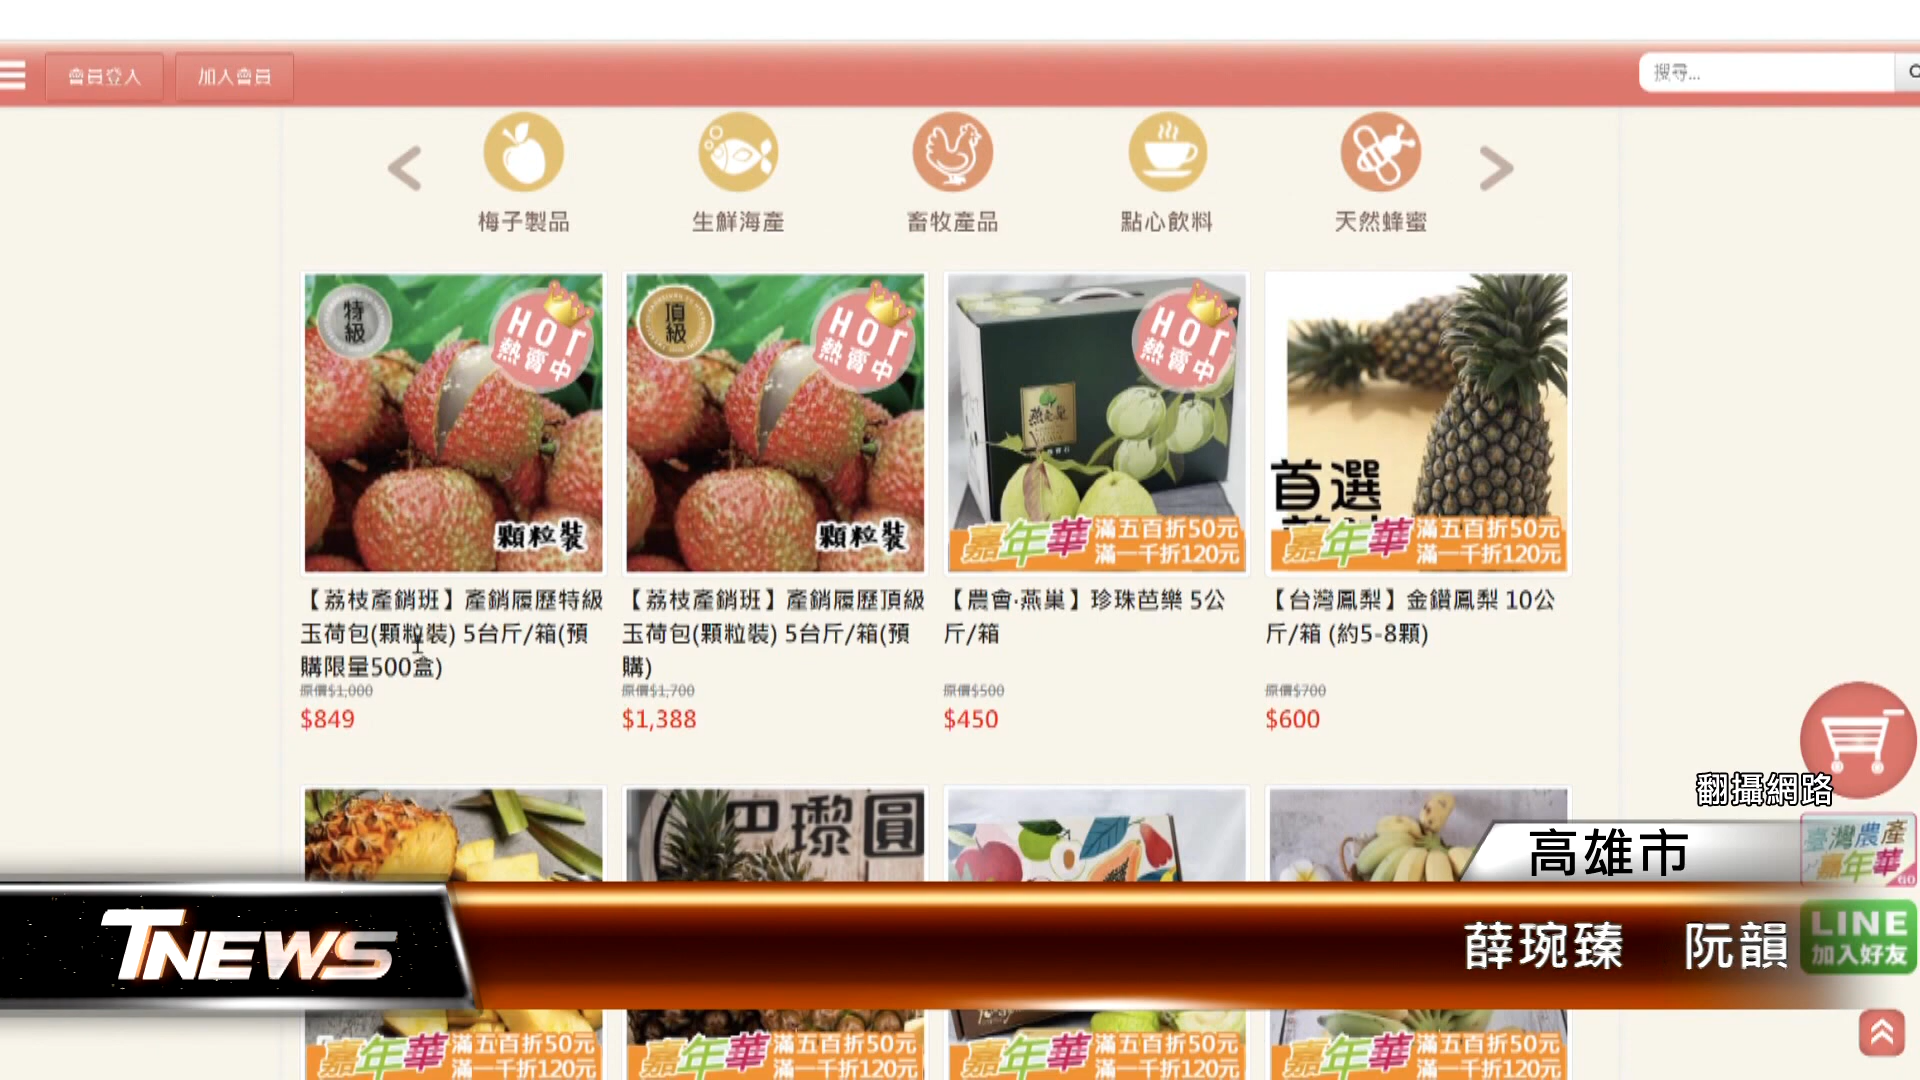 會員登入
加入會員
搜尋...
梅子製品
生鮮海產
畜牧產品
點心飲料
天然蜂蜜
特級
HOT
熱賣中
顆粒裝
頂級
HOT
熱賣中
顆粒裝
HOT
熱賣中
燕之巢
嘉年華 滿五百折50元
滿一千折120元
首選
嘉年華 滿五百折50元
滿一千折120元
【荔枝產銷班】產銷履歷特級
玉荷包(顆粒裝) 5台斤/箱(預
購限量500盒)
原價$1,000
$849
【荔枝產銷班】產銷履歷頂級
玉荷包(顆粒裝) 5台斤/箱(預
購)
原價$1,700
$1,388
【農會·燕巢】珍珠芭樂 5公
斤/箱
原價$500
$450
【台灣鳳梨】金鑽鳳梨 10公
斤/箱 (約5-8顆)
原價$700
$600
巴瓈圓
翻攝網路
高雄市
臺灣農產
嘉年華
GO
TNEWS
薛琬臻 阮韻
LINE
加入好友
嘉年華 滿五百折50元
滿一千折120元
嘉年華 滿五百折50元
滿一千折120元
嘉年華 滿五百折50元
滿一千折120元
嘉年華 滿五百折50元
滿一千折120元